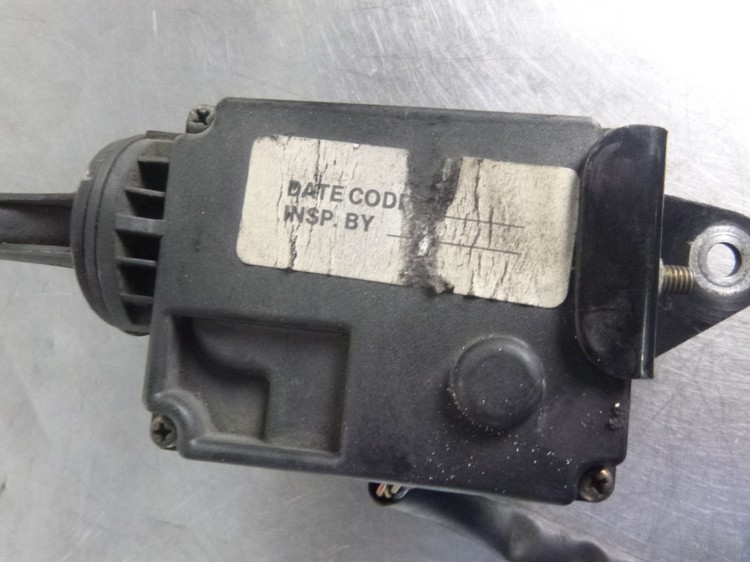 DATE CODE
INSP. BY